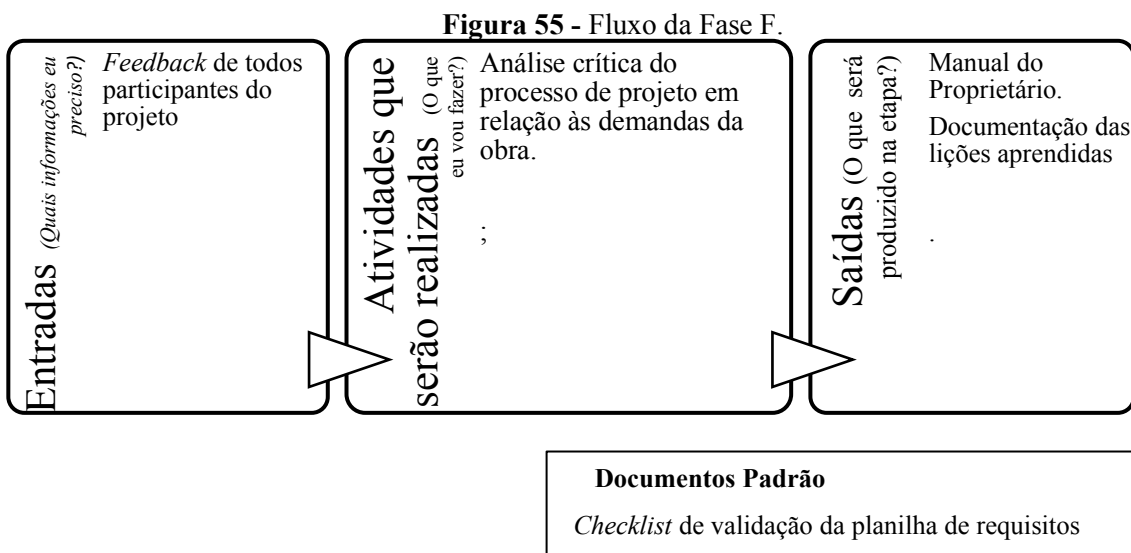 Figura 55 - Fluxo da Fase F.
Entradas (Quais informações eu
preciso?)
Feedback de todos
participantes do
projeto
Atividades que
serão realizadas (O que
eu vou fazer?)
Análise crítica do
processo de projeto em
relação às demandas da
obra.
;
Saídas (O que será
produzido na etapa?)
Manual do
Proprietário.
Documentação das
lições aprendidas
.
Documentos Padrão
Checklist de validação da planilha de requisitos